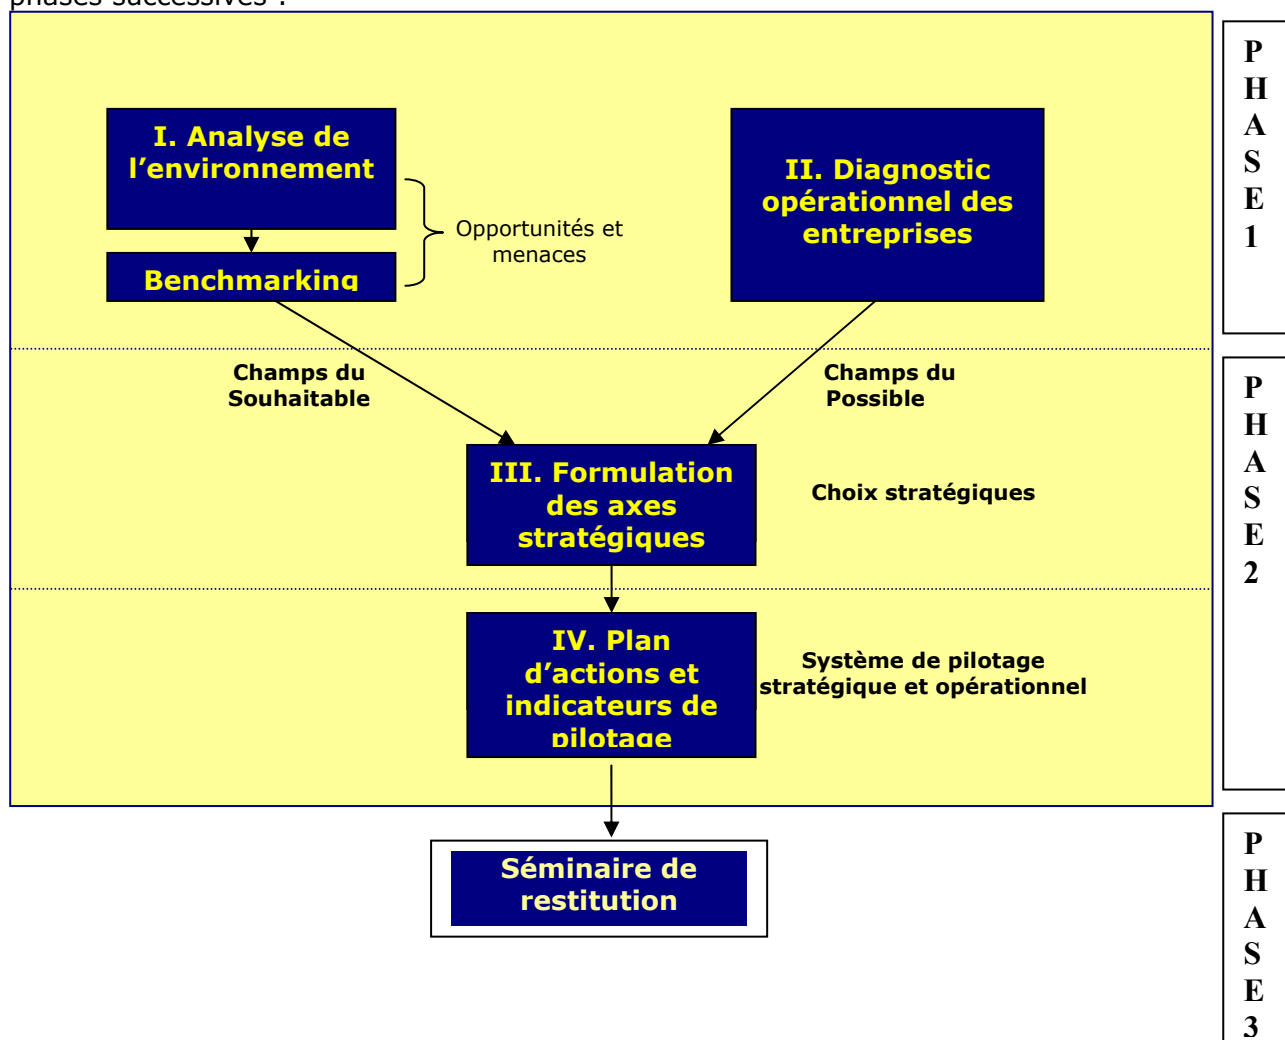 phases successives :
I. Analyse de
l'environnement
Opportunités et
menaces
Benchmarking
II. Diagnostic
opérationnel des
entreprises
P
H
A
S
E
1
Champs du
Souhaitable
Champs du
Possible
III. Formulation
des axes
stratégiques
Choix stratégiques
IV. Plan
d'actions et
indicateurs de
pilotage
Système de pilotage
stratégique et opérationnel
P
H
A
S
E
2
Séminaire de
restitution
P
H
A
S
E
3